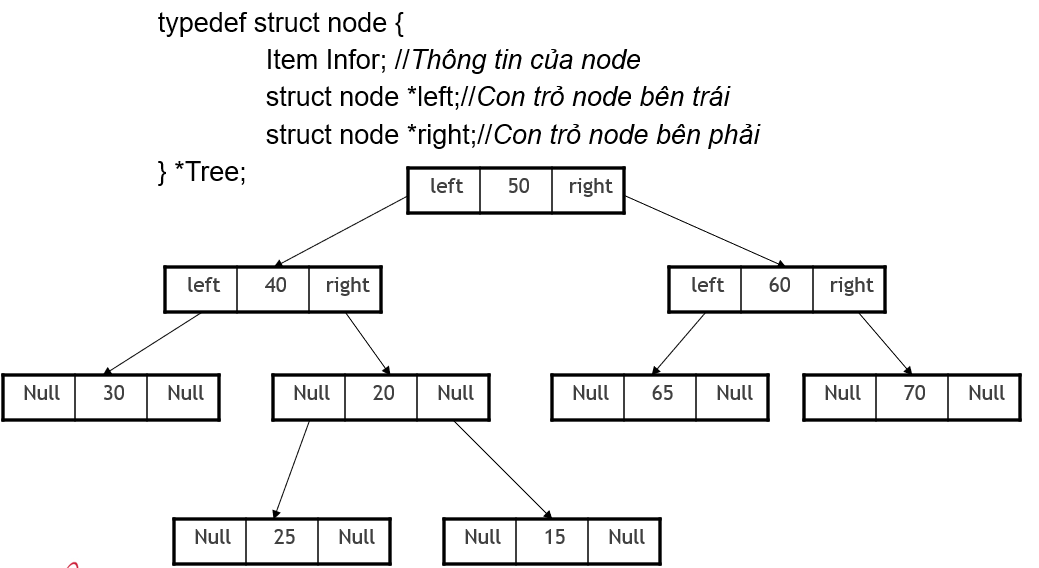 typedef struct node {
Item Infor; //Thông tin của node
struct node *left;//Con trỏ node bên trái
struct node *right;//Con trỏ node bên phải
} *Tree;
left 50 right
left 40 right
left 60 right
Null 30 Null
Null 20 Null
Null 65 Null
Null 70 Null
Null 25 Null
Null 15 Null